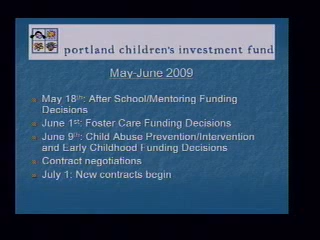 portland children's investment fund
May-June 2009
May 18th: After School/Mentoring Funding
Decisions
June 1st: Foster Care Funding Decisions
June 9th: Child Abuse Prevention/Intervention
and Early Childhood Funding Decisions
Contract negotiations
July 1: New contracts begin